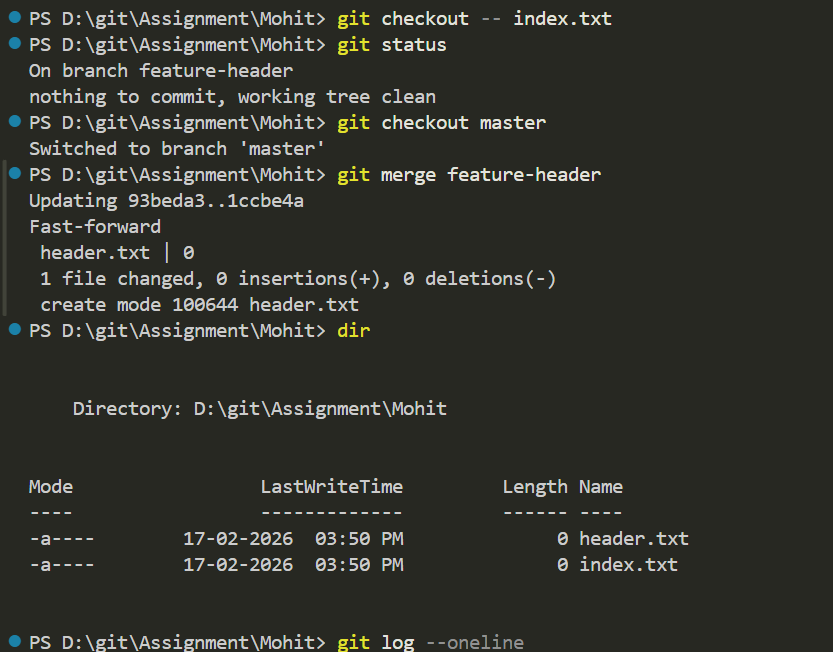 PS D:\git\Assignment\Mohit> git checkout -- index.txt
PS D:\git\Assignment\Mohit> git status
On branch feature-header
nothing to commit, working tree clean
PS D:\git\Assignment\Mohit> git checkout master
Switched to branch 'master'
PS D:\git\Assignment\Mohit> git merge feature-header
Updating 93beda3..1ccbe4a
Fast-forward
 header.txt | 0
 1 file changed, 0 insertions(+), 0 deletions(-)
 create mode 100644 header.txt
PS D:\git\Assignment\Mohit> dir
    Directory: D:\git\Assignment\Mohit
Mode                 LastWriteTime         Length Name
----                 -------------         ------ ----
-a----        17-02-2026  03:50 PM              0 header.txt
-a----        17-02-2026  03:50 PM              0 index.txt
PS D:\git\Assignment\Mohit> git log --oneline